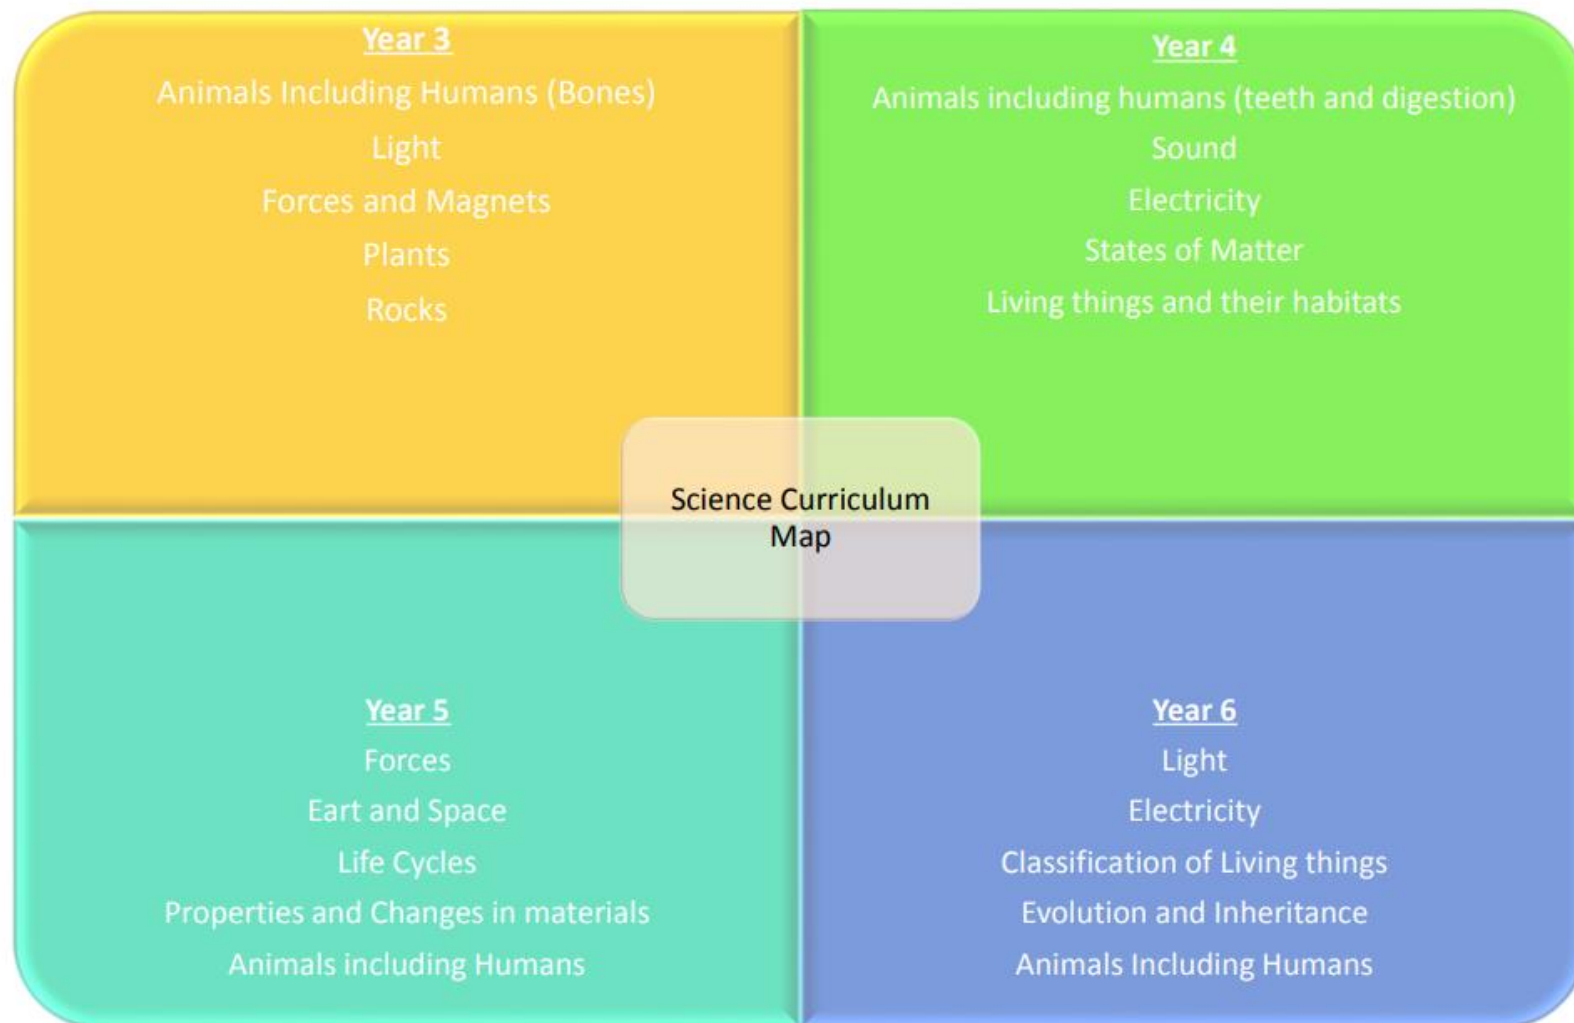 Year 3
Animals Including Humans (Bones)
Light
Forces and Magnets
Plants
Rocks
Year 4
Animals including humans (teeth and digestion)
Sound
Electricity
States of Matter
Living things and their habitats
Science Curriculum
Map
Year 5
Forces
Eart and Space
Life Cycles
Properties and Changes in materials
Animals including Humans
Year 6
Light
Electricity
Classification of Living things
Evolution and Inheritance
Animals Including Humans